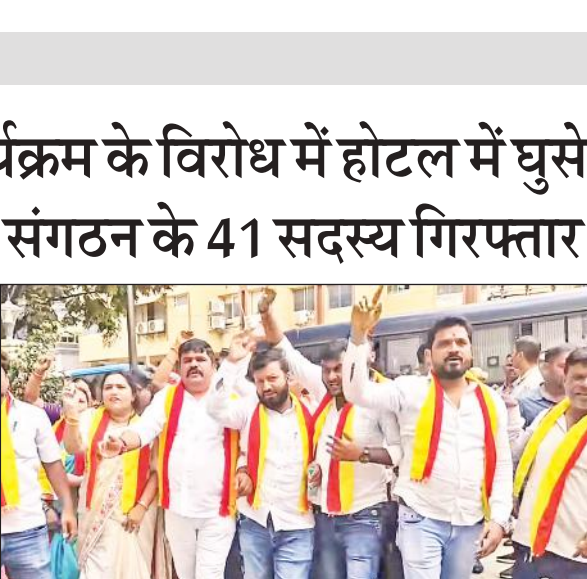 र्यक्रम के विरोध में होटल में घुसे
संगठन के 41 सदस्य गिरफ्तार